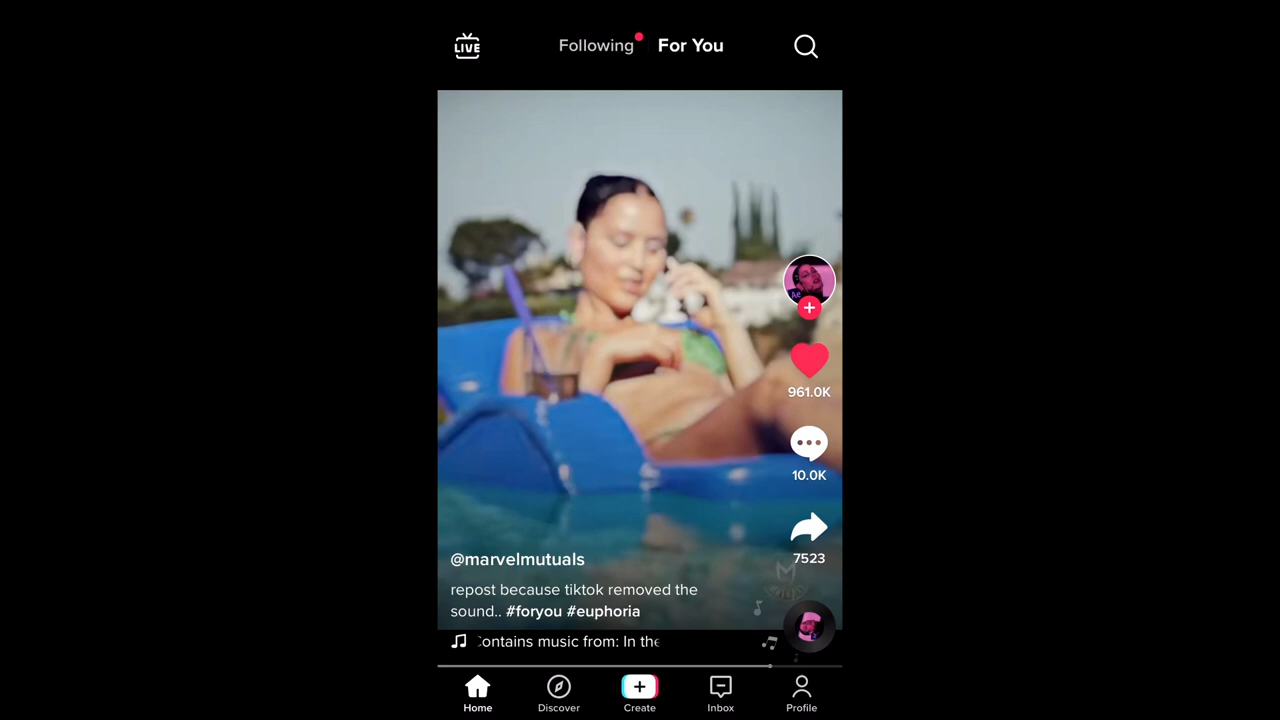 LIVE
Following
For You
961.0K
10.0K
7523
@marvelmutuals
repost because tiktok removed the
sound.. #foryou #euphoria
ontains music from: In the
Home
Discover
Create
Inbox
Profile